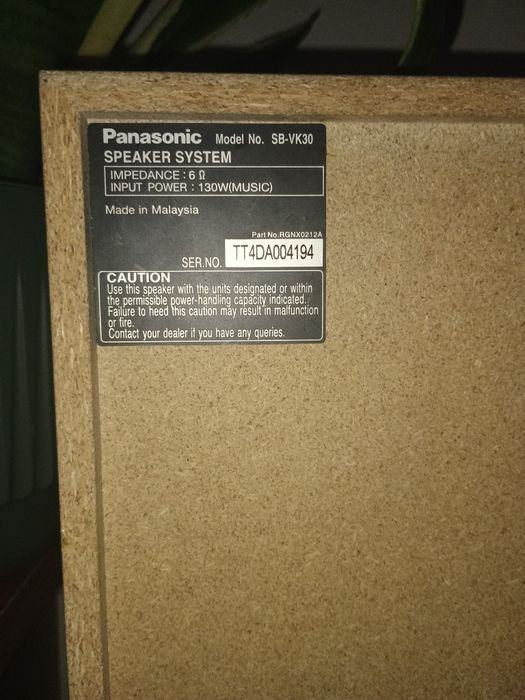 Panasonic Model No. SB-VK30
SPEAKER SYSTEM
IMPEDANCE : 6 Ω
INPUT POWER : 130W(MUSIC)
Made in Malaysia
Part No.RGNX0212A
SER.NO. TT4DA004194
CAUTION
Use this speaker with the units designated or within
the permissible power-handling capacity indicated.
Failure to heed this caution may result in malfunction
or fire.
Contact your dealer if you have any queries.